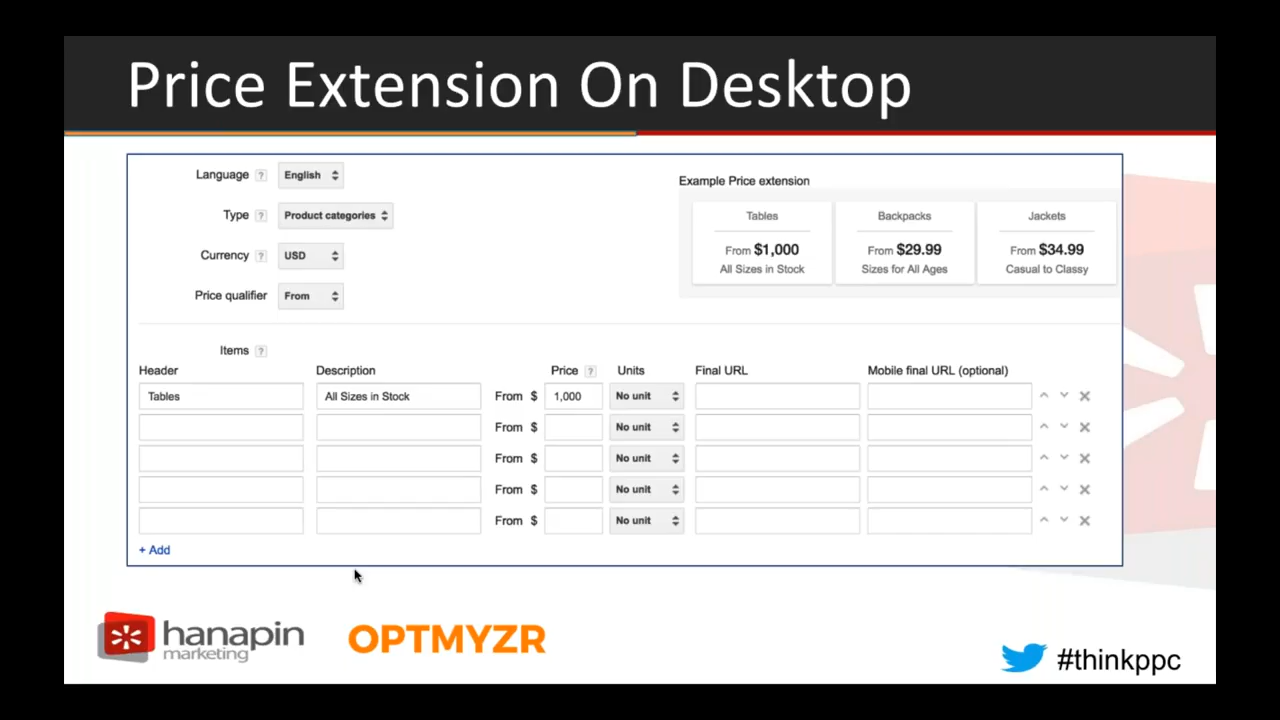 Price Extension On Desktop
Language ? English
Type ? Product categories
Currency ? USD
Price qualifier From
Example Price extension
Tables Backpacks Jackets
From $1,000 From $29.99 From $34.99
All Sizes in Stock Sizes for All Ages Casual to Classy
Items ?
Header Description Price ? Units Final URL Mobile final URL (optional)
Tables All Sizes in Stock From $ 1,000 No unit
From $ No unit
From $ No unit
From $ No unit
From $ No unit
+ Add
hanapin
marketing
OPTMYZR
#thinkppc